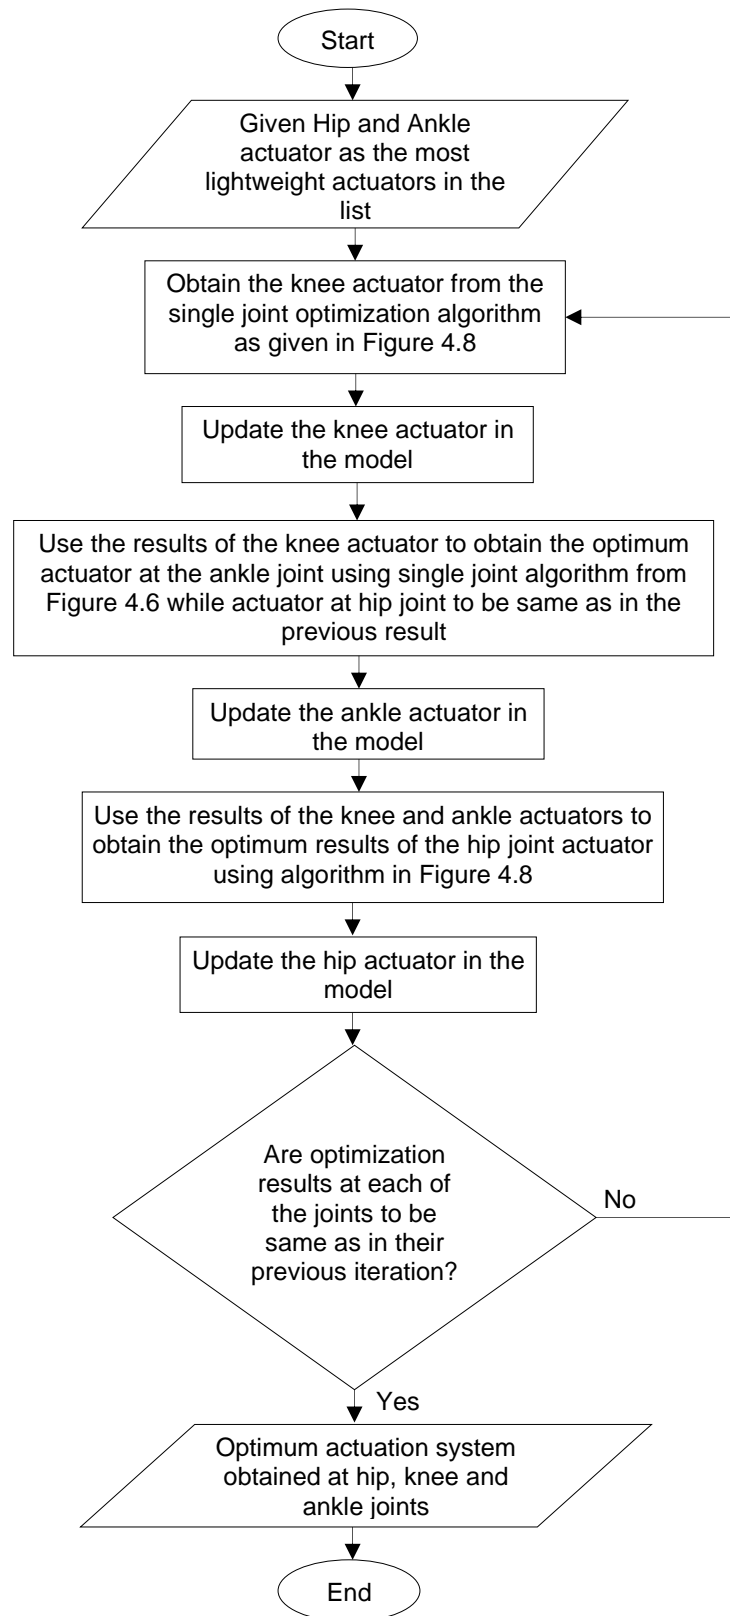 Start
Given Hip and Ankle
actuator as the most
lightweight actuators in the
list
Obtain the knee actuator from the
single joint optimization algorithm
as given in Figure 4.8
Update the knee actuator in
the model
Use the results of the knee actuator to obtain the optimum
actuator at the ankle joint using single joint algorithm from
Figure 4.6 while actuator at hip joint to be same as in the
previous result
Update the ankle actuator in
the model
Use the results of the knee and ankle actuators to
obtain the optimum results of the hip joint actuator
using algorithm in Figure 4.8
Update the hip actuator in the
model
Are optimization
results at each of
the joints to be
same as in their
previous iteration?
No
Yes
Optimum actuation system
obtained at hip, knee and
ankle joints
End